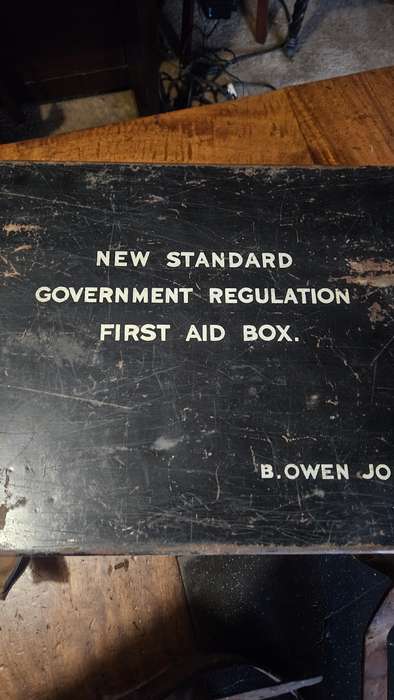 NEW STANDARD
GOVERNMENT REGULATION
FIRST AID BOX.
B.OWEN JO